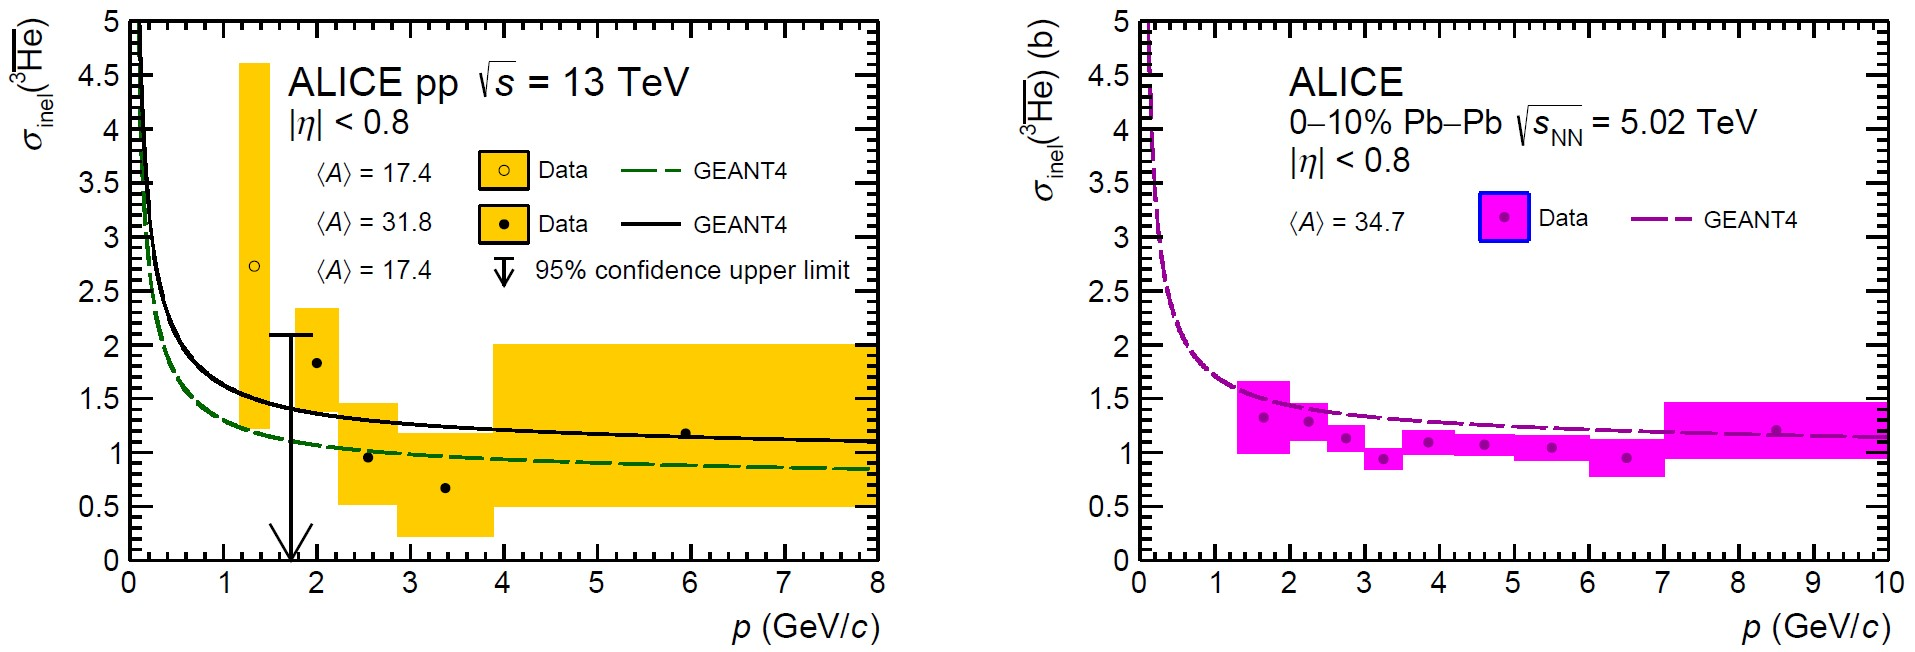 σinel(³H̅e̅)
5
4.5
4
3.5
3
2.5
2
1.5
1
0.5
0
ALICE pp √s = 13 TeV
|η| < 0.8
⟨A⟩ = 17.4 Data GEANT4
⟨A⟩ = 31.8 Data GEANT4
⟨A⟩ = 17.4 95% confidence upper limit
0 1 2 3 4 5 6 7 8
p (GeV/c)
σinel(³H̅e̅) (b)
5
4.5
4
3.5
3
2.5
2
1.5
1
0.5
0
ALICE
0–10% Pb–Pb √sNN = 5.02 TeV
|η| < 0.8
⟨A⟩ = 34.7 Data GEANT4
0 1 2 3 4 5 6 7 8 9 10
p (GeV/c)